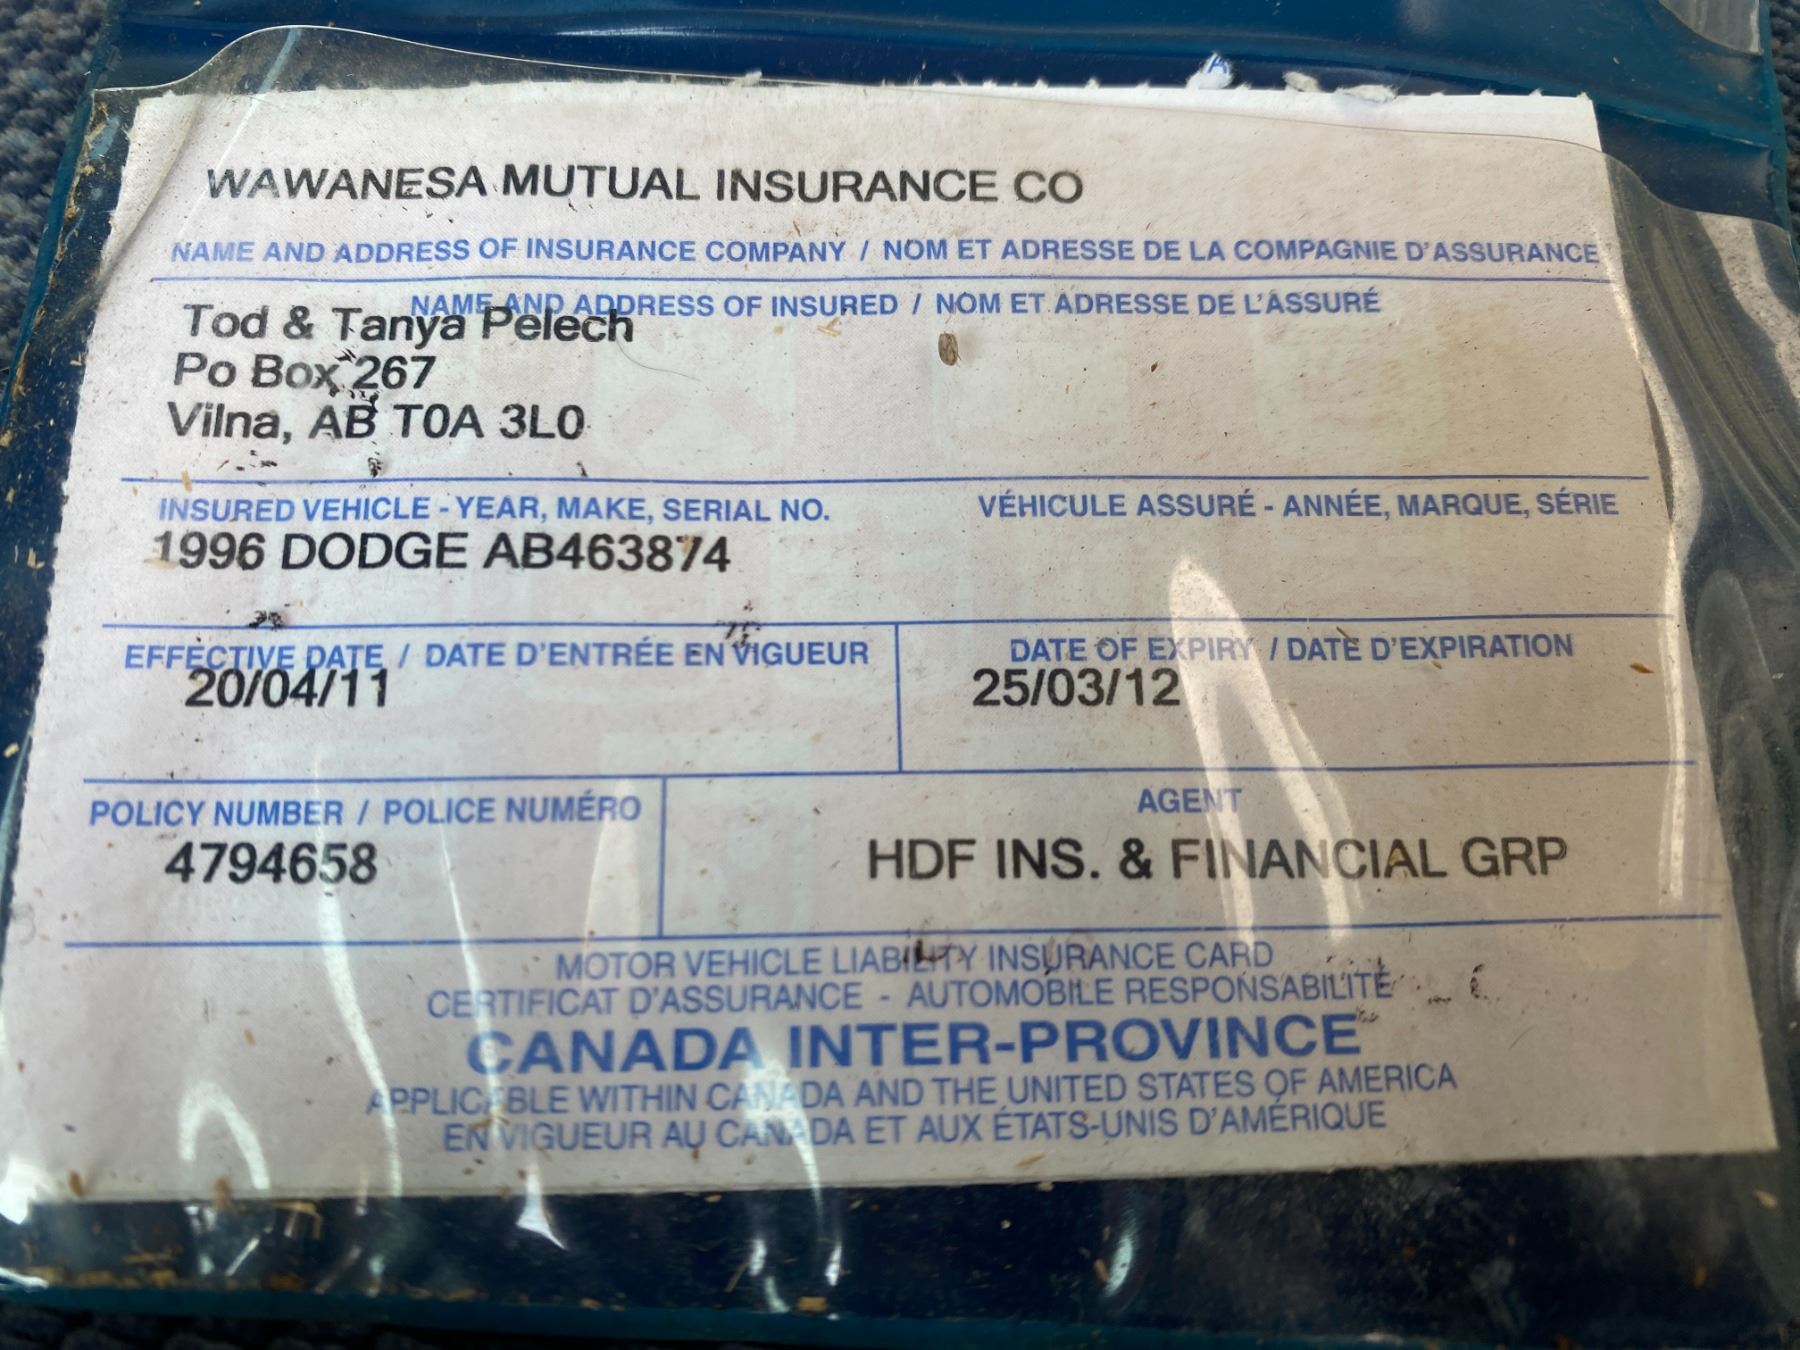 WAWANESA MUTUAL INSURANCE CO
NAME AND ADDRESS OF INSURANCE COMPANY / NOM ET ADRESSE DE LA COMPAGNIE D'ASSURANCE
NAME AND ADDRESS OF INSURED / NOM ET ADRESSE DE L'ASSURÉ
Tod & Tanya Pelech
Po Box 267
Vilna, AB T0A 3L0
INSURED VEHICLE - YEAR, MAKE, SERIAL NO. VÉHICULE ASSURÉ - ANNÉE, MARQUE, SÉRIE
1996 DODGE AB463874
EFFECTIVE DATE / DATE D'ENTRÉE EN VIGUEUR
20/04/11
DATE OF EXPIRY / DATE D'EXPIRATION
25/03/12
POLICY NUMBER / POLICE NUMÉRO
4794658
AGENT
HDF INS. & FINANCIAL GRP
MOTOR VEHICLE LIABILITY INSURANCE CARD
CERTIFICAT D'ASSURANCE - AUTOMOBILE RESPONSABILITÉ
CANADA INTER-PROVINCE
APPLICABLE WITHIN CANADA AND THE UNITED STATES OF AMERICA
EN VIGUEUR AU CANADA ET AUX ÉTATS-UNIS D'AMÉRIQUE